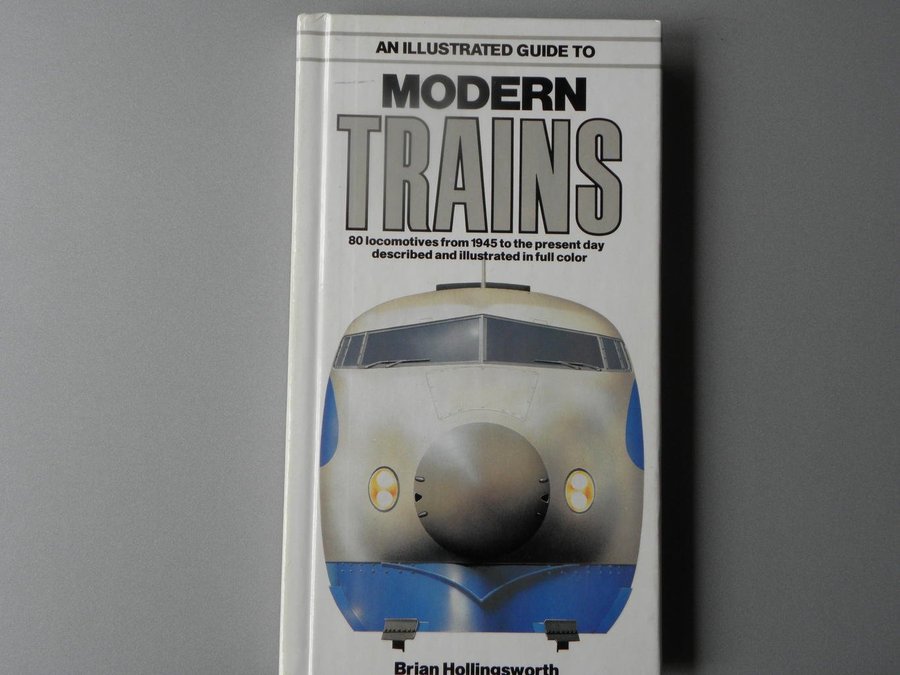 AN ILLUSTRATED GUIDE TO
MODERN
TRAINS
80 locomotives from 1945 to the present day
described and illustrated in full color
Brian Hollingsworth